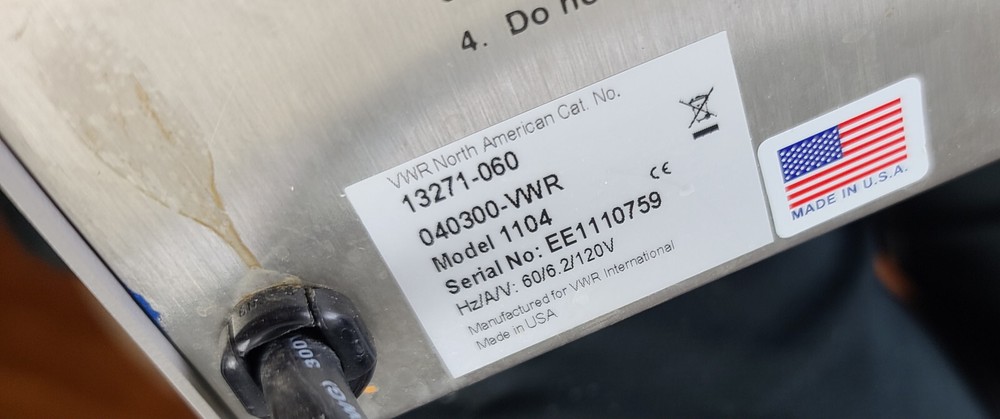 4. Do no
VWR North American Cat. No.
13271-060
040300-VWR
Model 1104
CE
Serial No: EE1110759
Hz/A/V: 60/6.2/120V
Manufactured for VWR International
Made in USA
MADE IN U.S.A.
300
WG)